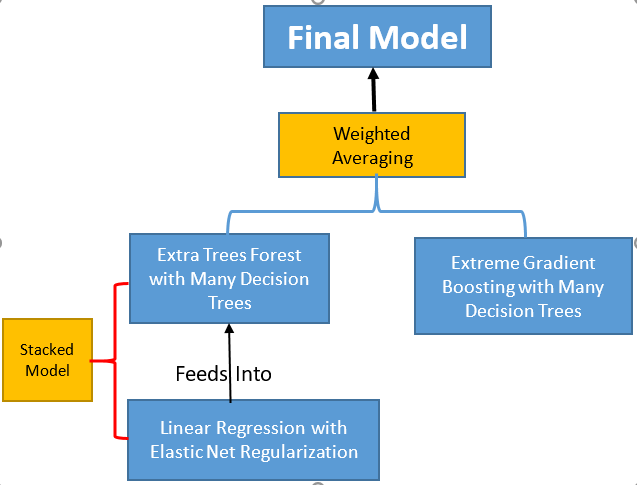 Final Model
Weighted
Averaging
Extra Trees Forest
with Many Decision
Trees
Extreme Gradient
Boosting with Many
Decision Trees
Stacked
Model
Feeds Into
Linear Regression with
Elastic Net Regularization